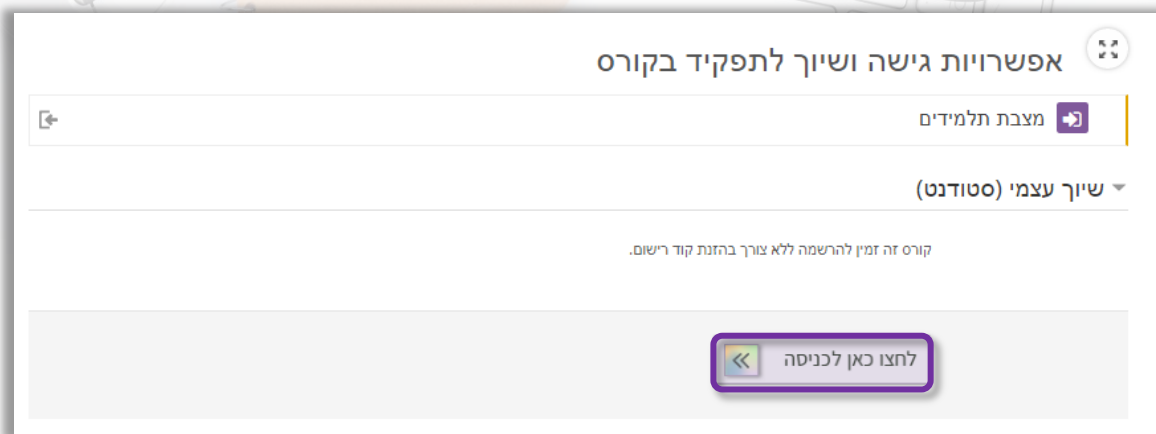 אפשרויות גישה ושיוך לתפקיד בקורס
מצבת תלמידים
שיוך עצמי (סטודנט)
קורס זה זמין להרשמה ללא צורך בהזנת קוד רישום.
לחצו כאן לכניסה